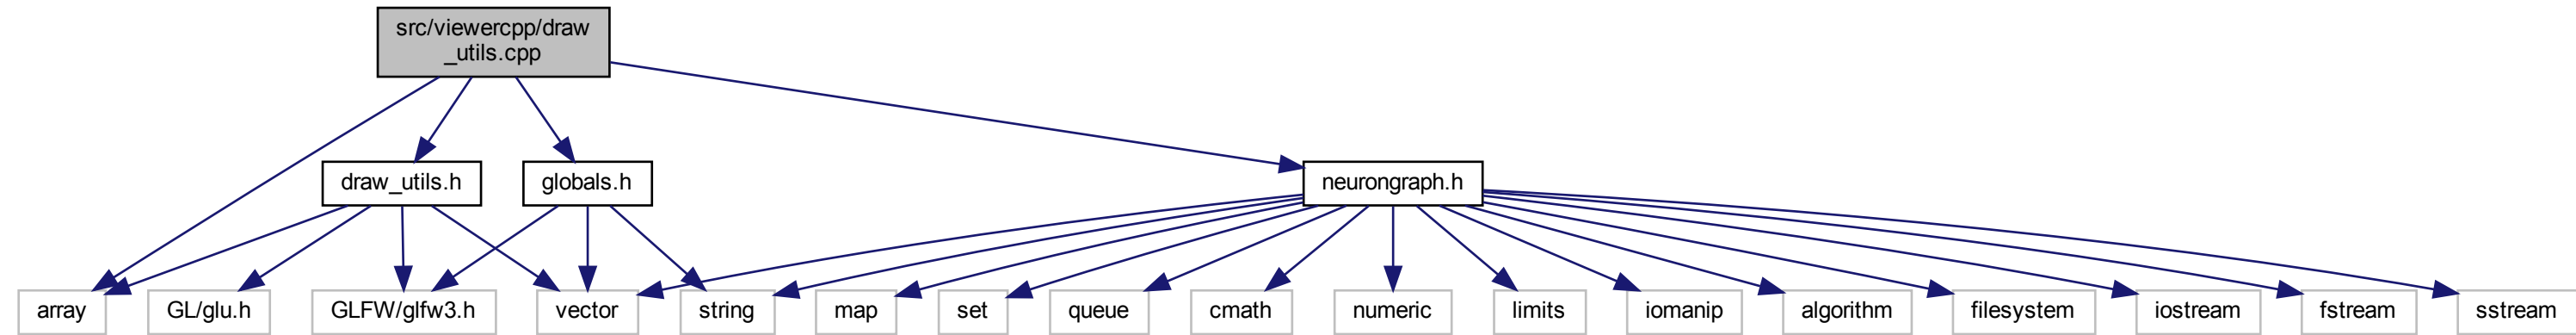 src/viewercpp/draw
_utils.cpp
draw_utils.h
globals.h
neurongraph.h
array
GL/glu.h
GLFW/glfw3.h
vector
string
map
set
queue
cmath
numeric
limits
iomanip
algorithm
filesystem
iostream
fstream
sstream